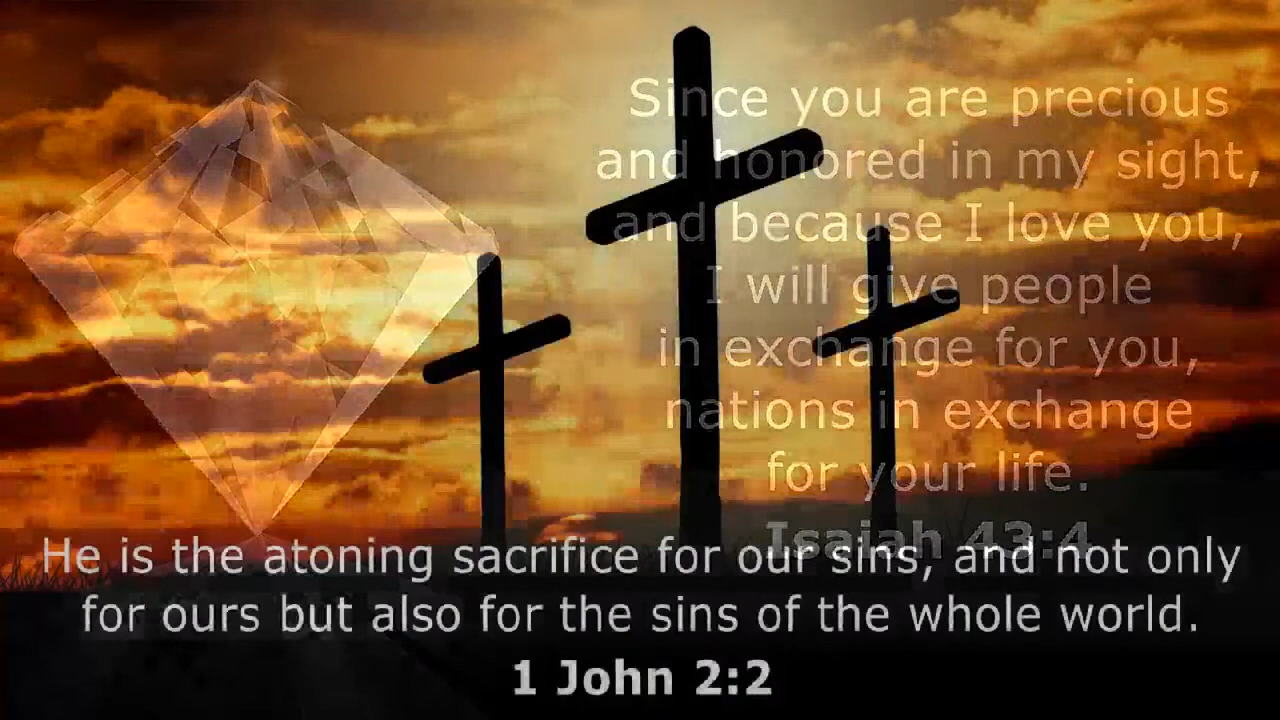 Since you are precious
and honored in my sight,
and because I love you,
I will give people
in exchange for you,
nations in exchange
for your life.
Isaiah 43:4
He is the atoning sacrifice for our sins, and not only
for ours but also for the sins of the whole world.
1 John 2:2